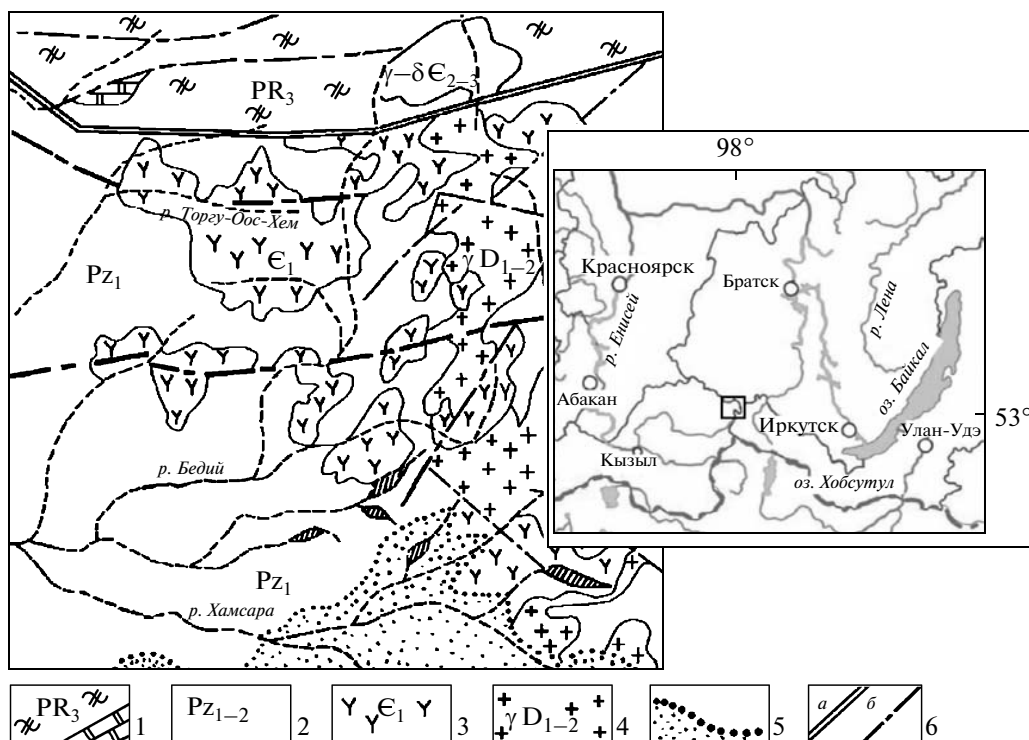 γ–δЄ₂₋₃
PR₃
р. Торгу-Оос-Хем
Є₁
γ D₁₋₂
Pz₁
р. Бедий
Pz₁
р. Хамсара
98°
Красноярск
Братск
р. Лена
р. Енисей
оз. Байкал
Абакан
53°
Иркутск
Улан-Удэ
Кызыл
оз. Хобсутул
PR₃ 1
Pz₁₋₂ 2
Є₁ 3
γ D₁₋₂ 4
5
а б 6